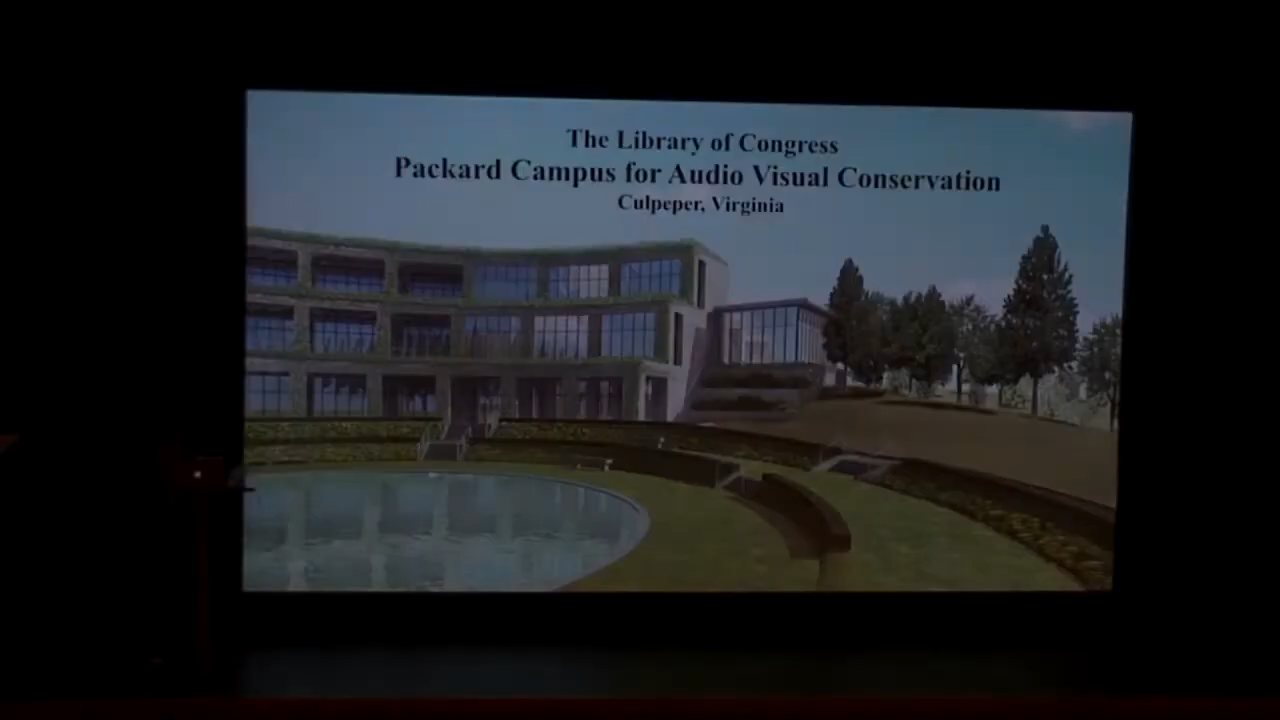 The Library of Congress
Packard Campus for Audio Visual Conservation
Culpeper, Virginia